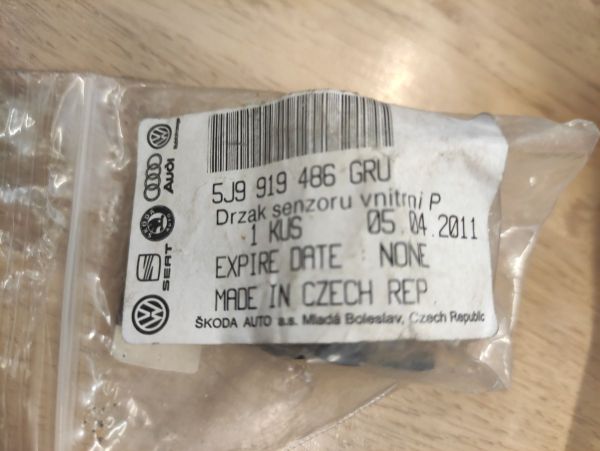 5J9 919 486 GRU
Drzak senzoru vnitrni P
1 KUS 05.04.2011
EXPIRE DATE NONE
MADE IN CZECH REP
ŠKODA AUTO a.s. Mladá Boleslav, Czech Republic
Audi
SEAT